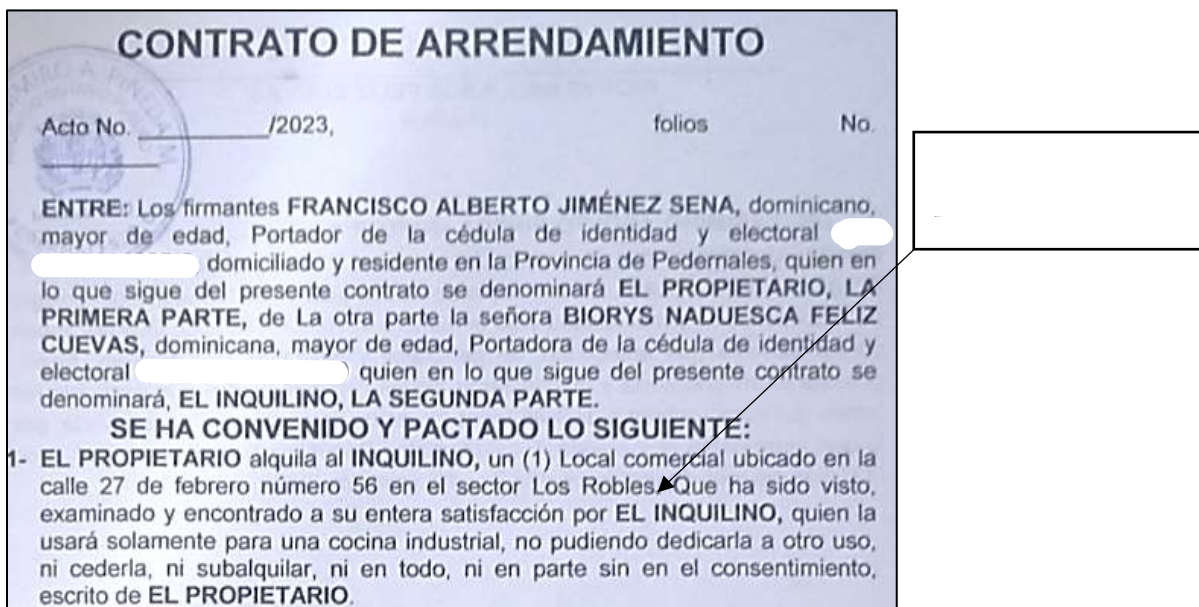 CONTRATO DE ARRENDAMIENTO
Acto No. __________/2023, folios No.
__________
ENTRE: Los firmantes FRANCISCO ALBERTO JIMÉNEZ SENA, dominicano,
mayor de edad, Portador de la cédula de identidad y electoral
domiciliado y residente en la Provincia de Pedernales, quien en
lo que sigue del presente contrato se denominará EL PROPIETARIO, LA
PRIMERA PARTE, de La otra parte la señora BIORYS NADUESCA FELIZ
CUEVAS, dominicana, mayor de edad, Portadora de la cédula de identidad y
electoral quien en lo que sigue del presente contrato se
denominará, EL INQUILINO, LA SEGUNDA PARTE.
SE HA CONVENIDO Y PACTADO LO SIGUIENTE:
1- EL PROPIETARIO alquila al INQUILINO, un (1) Local comercial ubicado en la
calle 27 de febrero número 56 en el sector Los Robles. Que ha sido visto,
examinado y encontrado a su entera satisfacción por EL INQUILINO, quien la
usará solamente para una cocina industrial, no pudiendo dedicarla a otro uso,
ni cederla, ni subalquilar, ni en todo, ni en parte sin en el consentimiento,
escrito de EL PROPIETARIO.